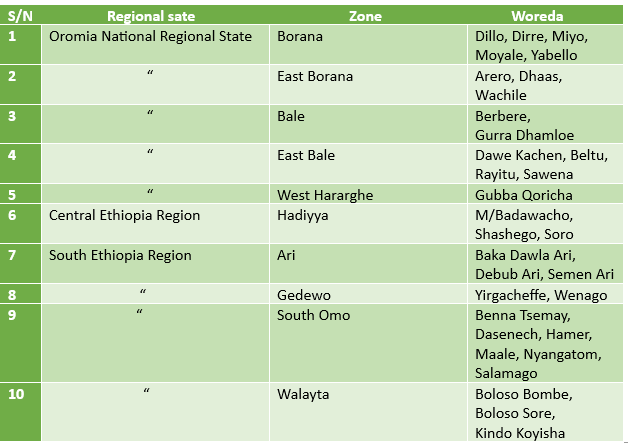 S/N Regional sate Zone Woreda
1 Oromia National Regional State Borana Dillo, Dirre, Miyo,
Moyale, Yabello
2 “ East Borana Arero, Dhaas,
Wachile
3 “ Bale Berbere,
Gurra Dhamloe
4 “ East Bale Dawe Kachen, Beltu,
Rayitu, Sawena
5 “ West Hararghe Gubba Qoricha
6 Central Ethiopia Region Hadiyya M/Badawacho,
Shashego, Soro
7 South Ethiopia Region Ari Baka Dawla Ari,
Debub Ari, Semen Ari
8 “ Gedewo Yirgacheffe, Wenago
9 “ South Omo Benna Tsemay,
Dasenech, Hamer,
Maale, Nyangatom,
Salamago
10 “ Walayta Boloso Bombe,
Boloso Sore,
Kindo Koyisha